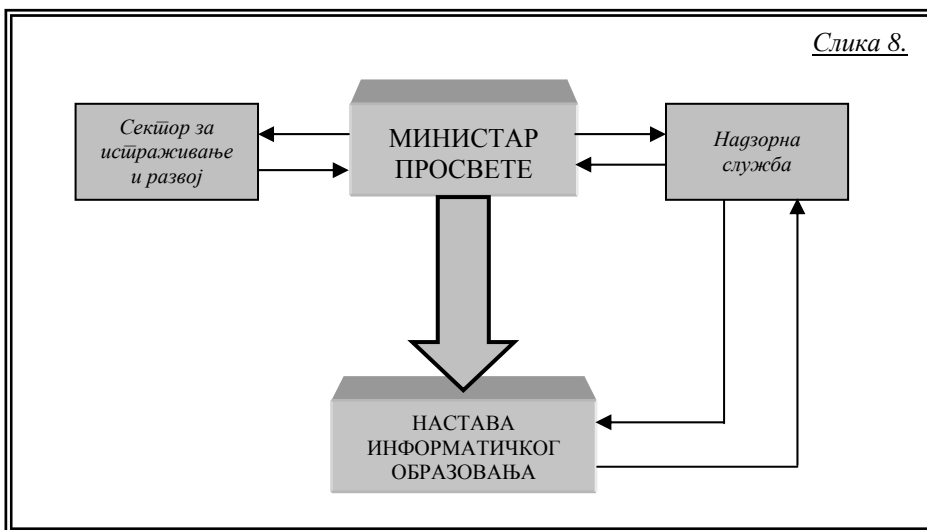 Слика 8.
Сектор за
истраживање
и развој
МИНИСТАР
ПРОСВЕТЕ
Надзорна
служба
НАСТАВА
ИНФОРМАТИЧКОГ
ОБРАЗОВАЊА